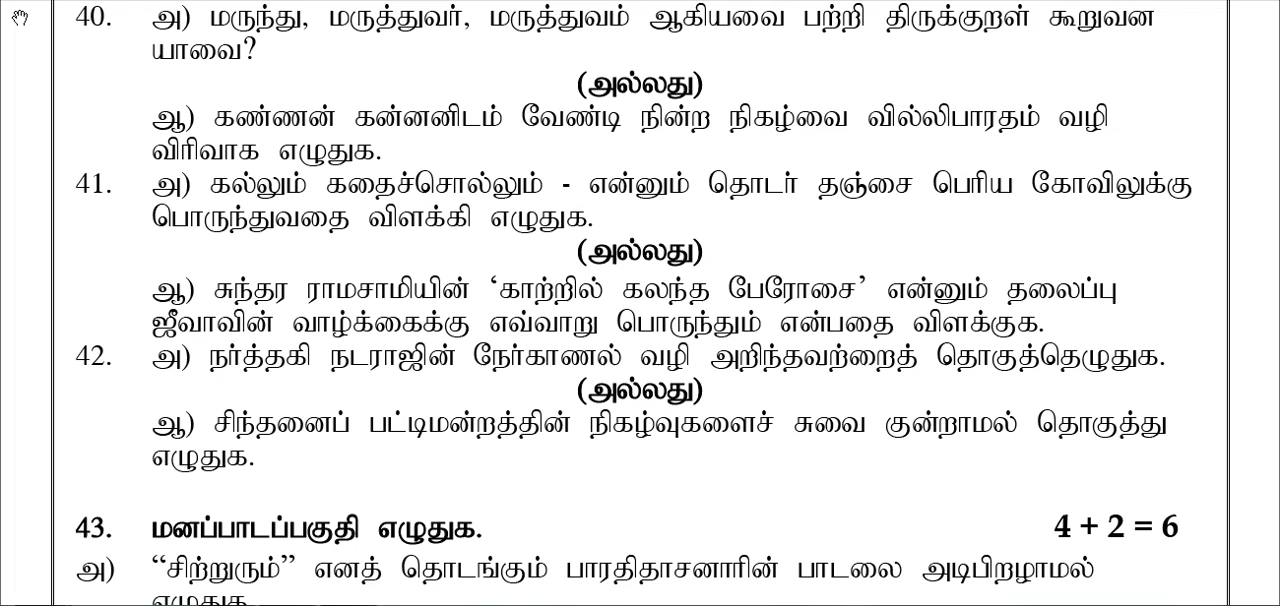 40. அ) மருந்து, மருத்துவர், மருத்துவம் ஆகியவை பற்றி திருக்குறள் கூறுவன
யாவை?
(அல்லது)
ஆ) கண்ணன் கன்னனிடம் வேண்டி நின்ற நிகழ்வை வில்லிபாரதம் வழி
விரிவாக எழுதுக.
41. அ) கல்லும் கதைச்சொல்லும் - என்னும் தொடர் தஞ்சை பெரிய கோவிலுக்கு
பொருந்துவதை விளக்கி எழுதுக.
(அல்லது)
ஆ) சுந்தர ராமசாமியின் ‘காற்றில் கலந்த பேரோசை’ என்னும் தலைப்பு
ஜீவாவின் வாழ்க்கைக்கு எவ்வாறு பொருந்தும் என்பதை விளக்குக.
42. அ) நர்த்தகி நடராஜின் நேர்காணல் வழி அறிந்தவற்றைத் தொகுத்தெழுதுக.
(அல்லது)
ஆ) சிந்தனைப் பட்டிமன்றத்தின் நிகழ்வுகளைச் சுவை குன்றாமல் தொகுத்து
எழுதுக.
43. மனப்பாடப்பகுதி எழுதுக. 4 + 2 = 6
அ) “சிற்றுரும்” எனத் தொடங்கும் பாரதிதாசனாரின் பாடலை அடிபிறழாமல்
எழுதுக